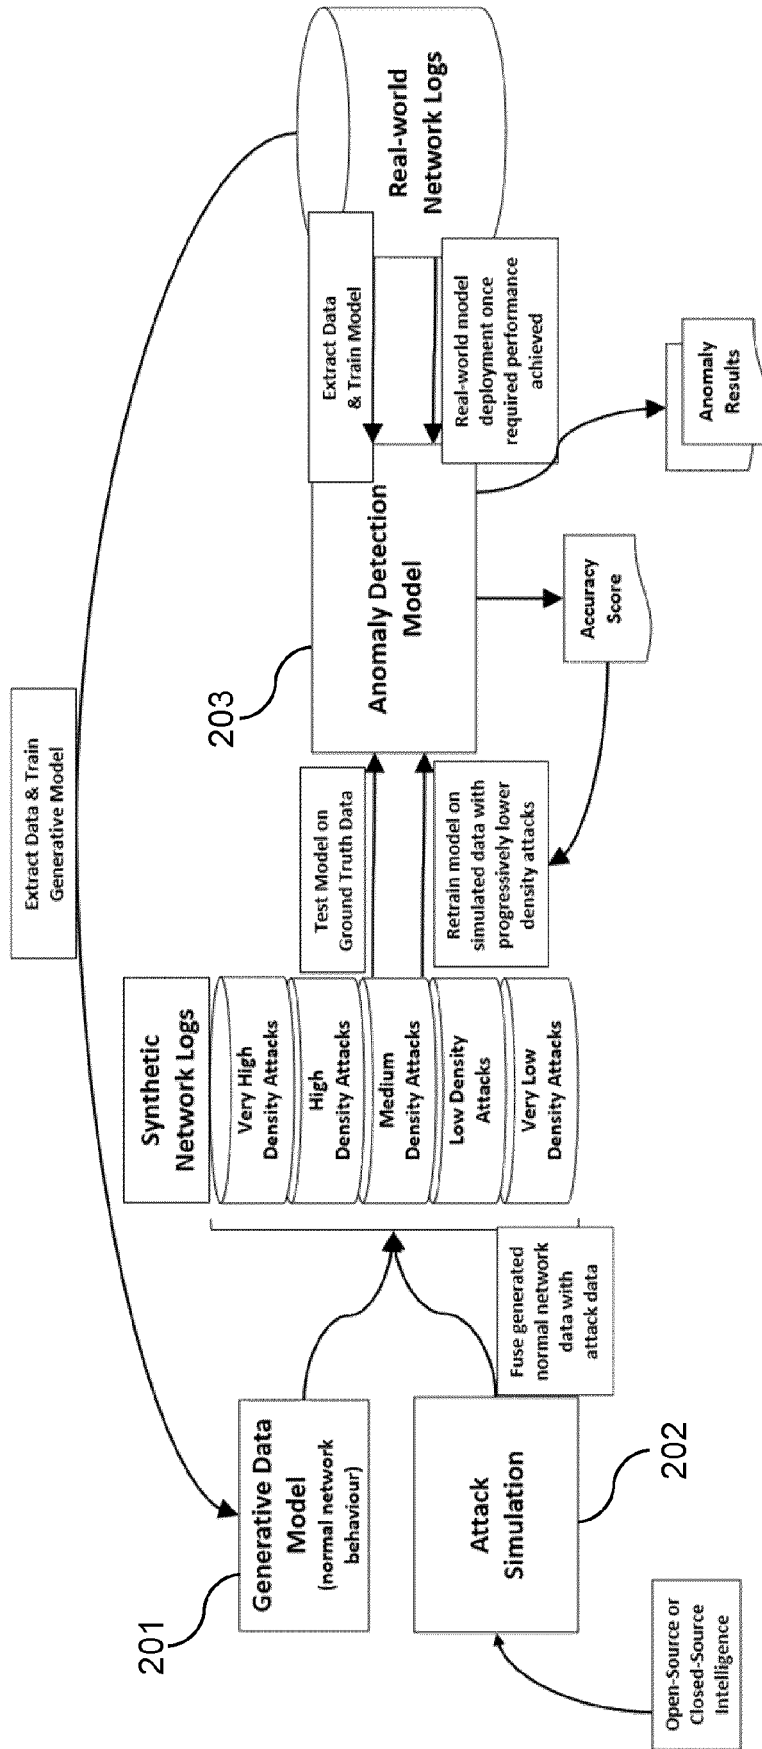 Extract Data & Train
Generative Model
201
Generative Data
Model
(normal network
behaviour)
Open-Source or
Closed-Source
Intelligence
Attack
Simulation
202
Fuse generated
normal network
data with
attack data
Synthetic
Network Logs
Very High
Density Attacks
High
Density Attacks
Medium
Density Attacks
Low Density
Attacks
Very Low
Density Attacks
Test Model on
Ground Truth Data
Retrain model on
simulated data with
progressively lower
density attacks
203
Anomaly Detection
Model
Accuracy
Score
Anomaly
Results
Extract Data
& Train Model
Real-world model
deployment once
required performance
achieved
Real-world
Network Logs